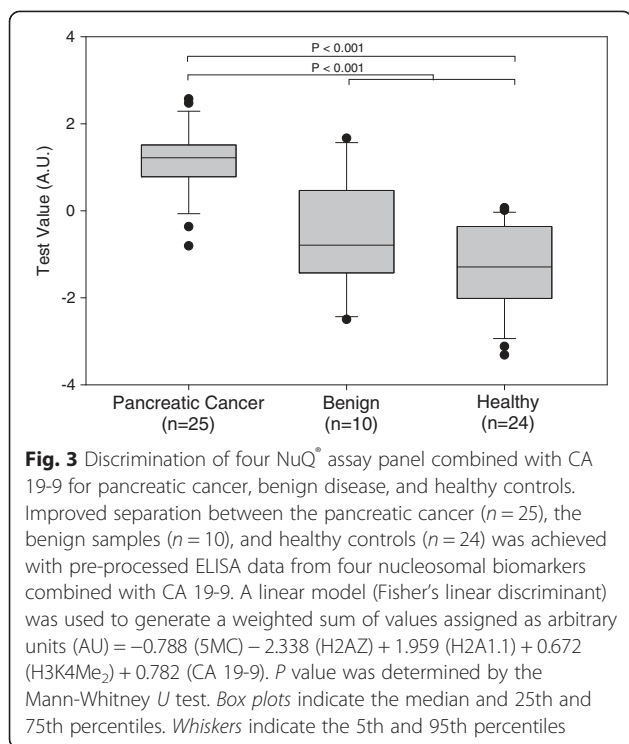 4
P < 0.001
P < 0.001
2
0
-2
-4
Test Value (A.U.)
Pancreatic Cancer Benign Healthy
(n=25) (n=10) (n=24)
Fig. 3 Discrimination of four NuQ® assay panel combined with CA
19-9 for pancreatic cancer, benign disease, and healthy controls.
Improved separation between the pancreatic cancer (n = 25), the
benign samples (n = 10), and healthy controls (n = 24) was achieved
with pre-processed ELISA data from four nucleosomal biomarkers
combined with CA 19-9. A linear model (Fisher's linear discriminant)
was used to generate a weighted sum of values assigned as arbitrary
units (AU) = −0.788 (5MC) − 2.338 (H2AZ) + 1.959 (H2A1.1) + 0.672
(H3K4Me₂) + 0.782 (CA 19-9). P value was determined by the
Mann-Whitney U test. Box plots indicate the median and 25th and
75th percentiles. Whiskers indicate the 5th and 95th percentiles